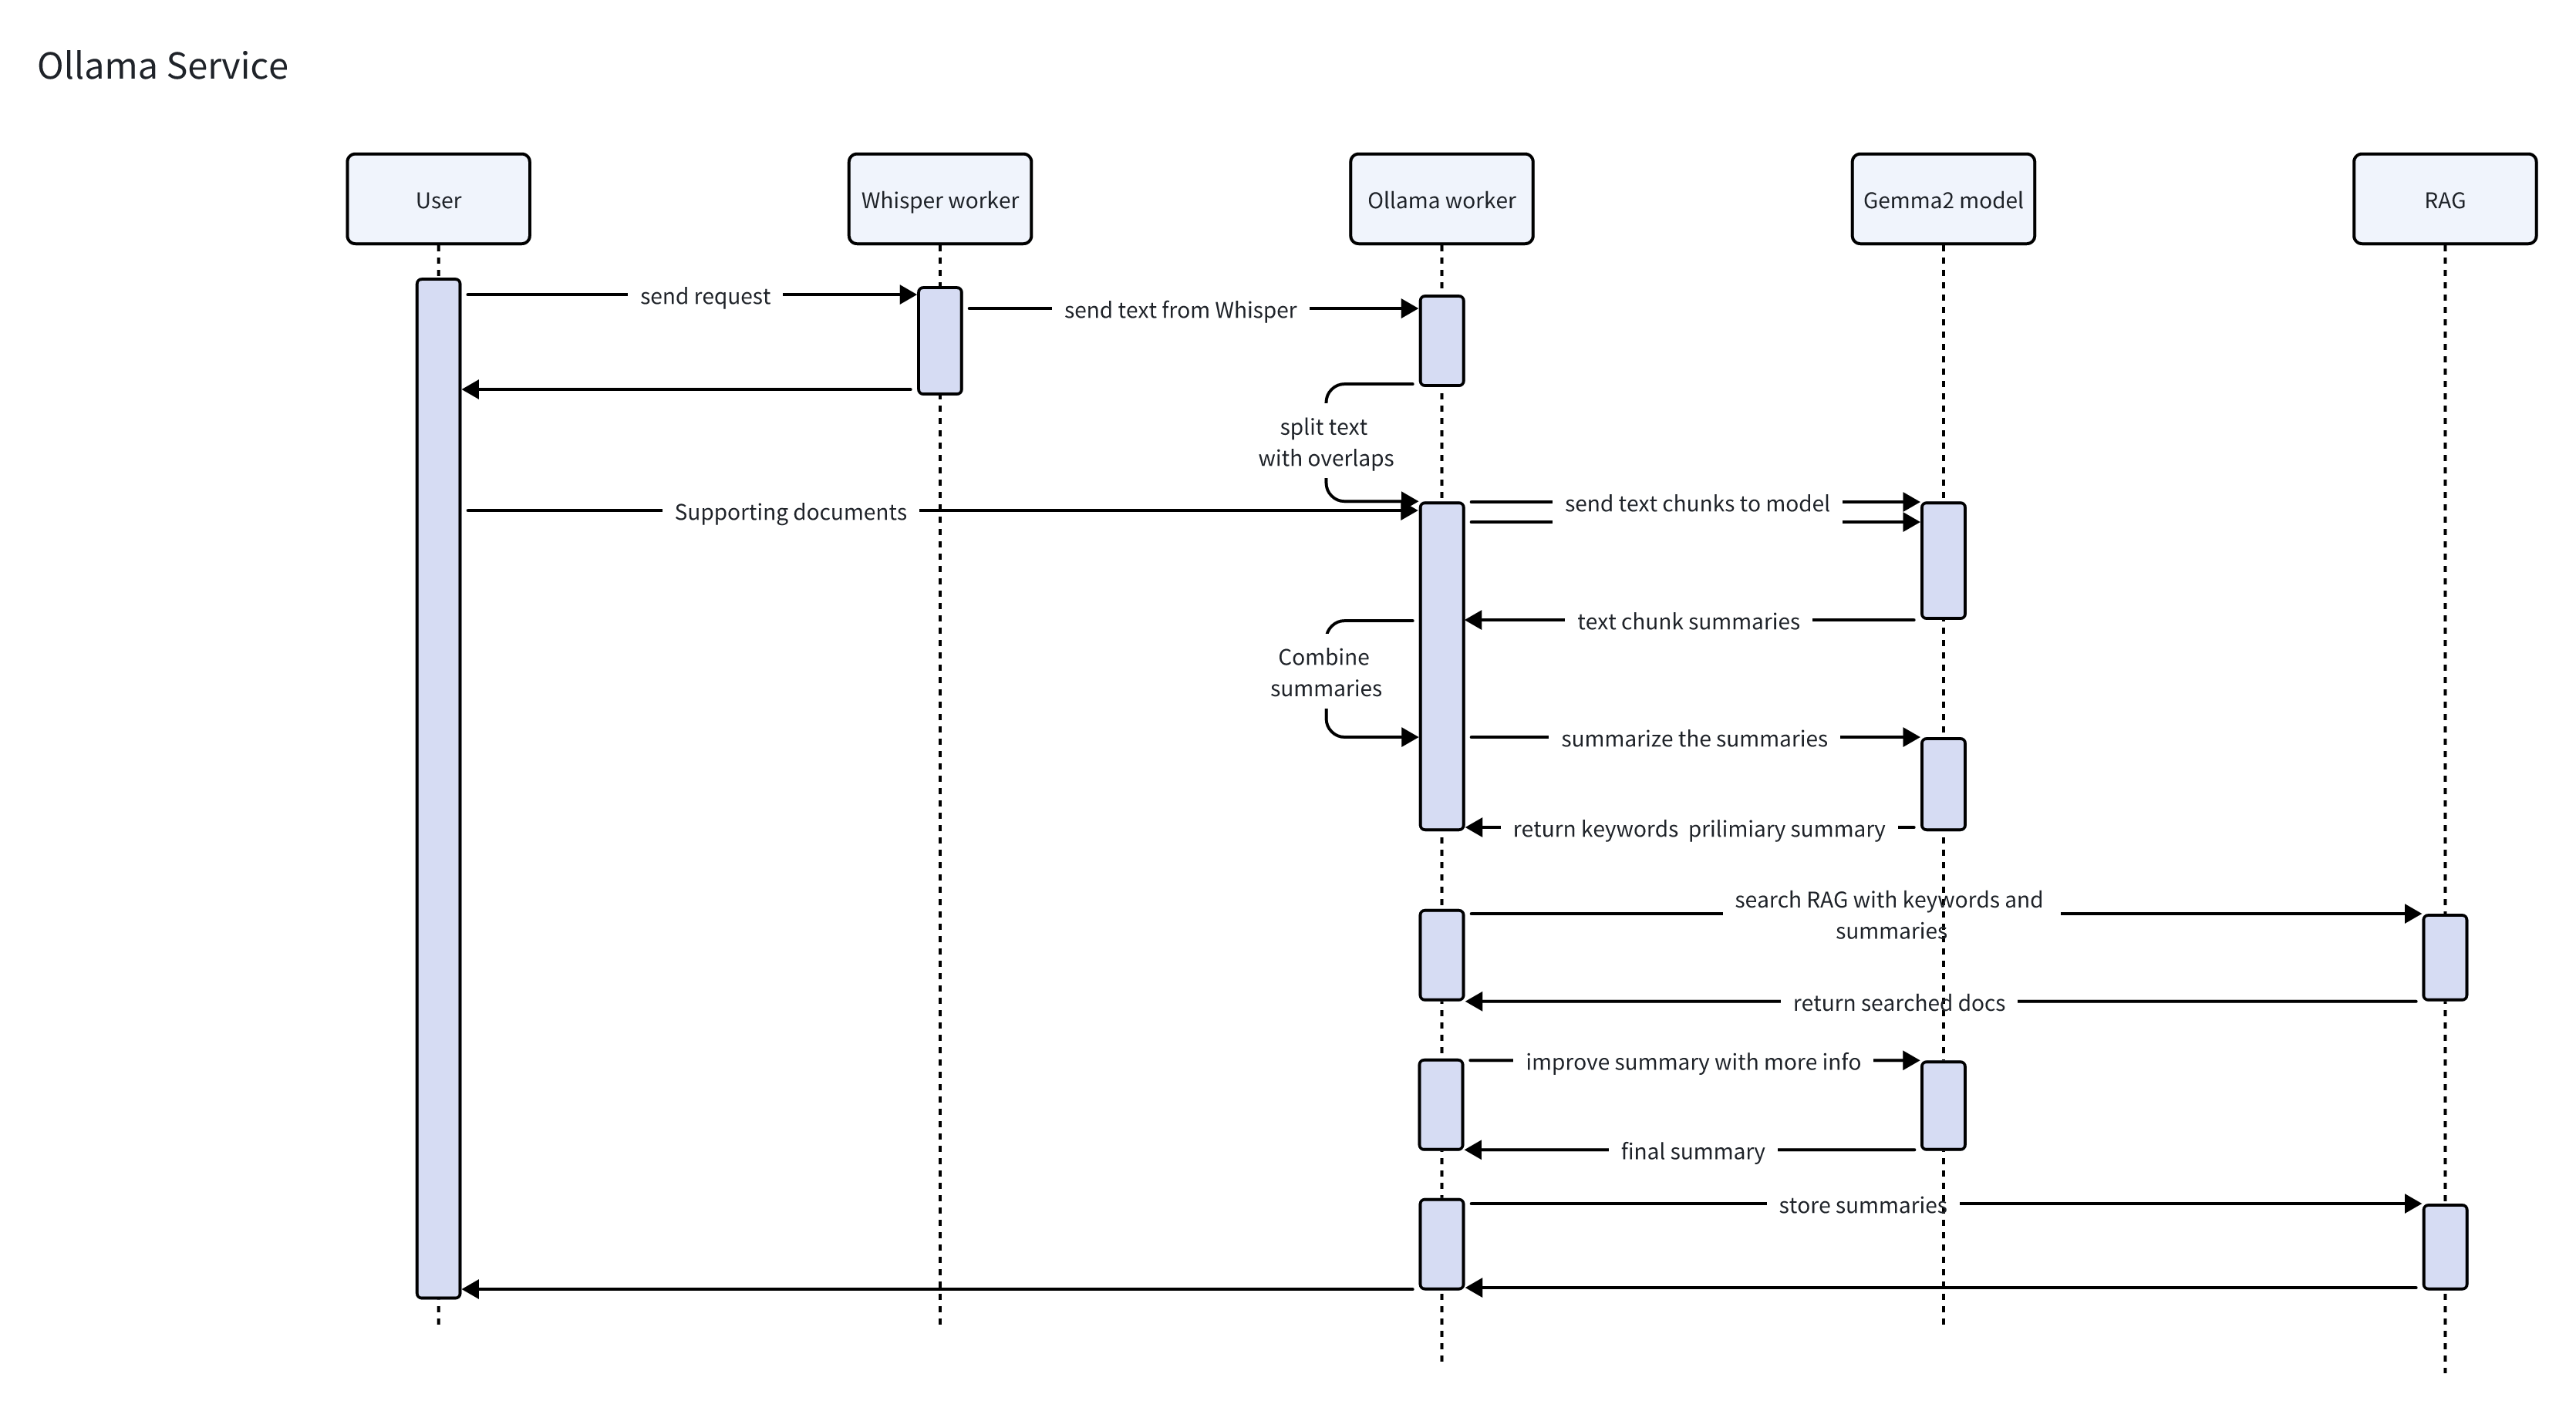 Ollama Service
User
Whisper worker
Ollama worker
Gemma2 model
RAG
send request
send text from Whisper
split text
with overlaps
Supporting documents
send text chunks to model
text chunk summaries
Combine
summaries
summarize the summaries
return keywords  prilimiary summary
search RAG with keywords and
summaries
return searched docs
improve summary with more info
final summary
store summaries